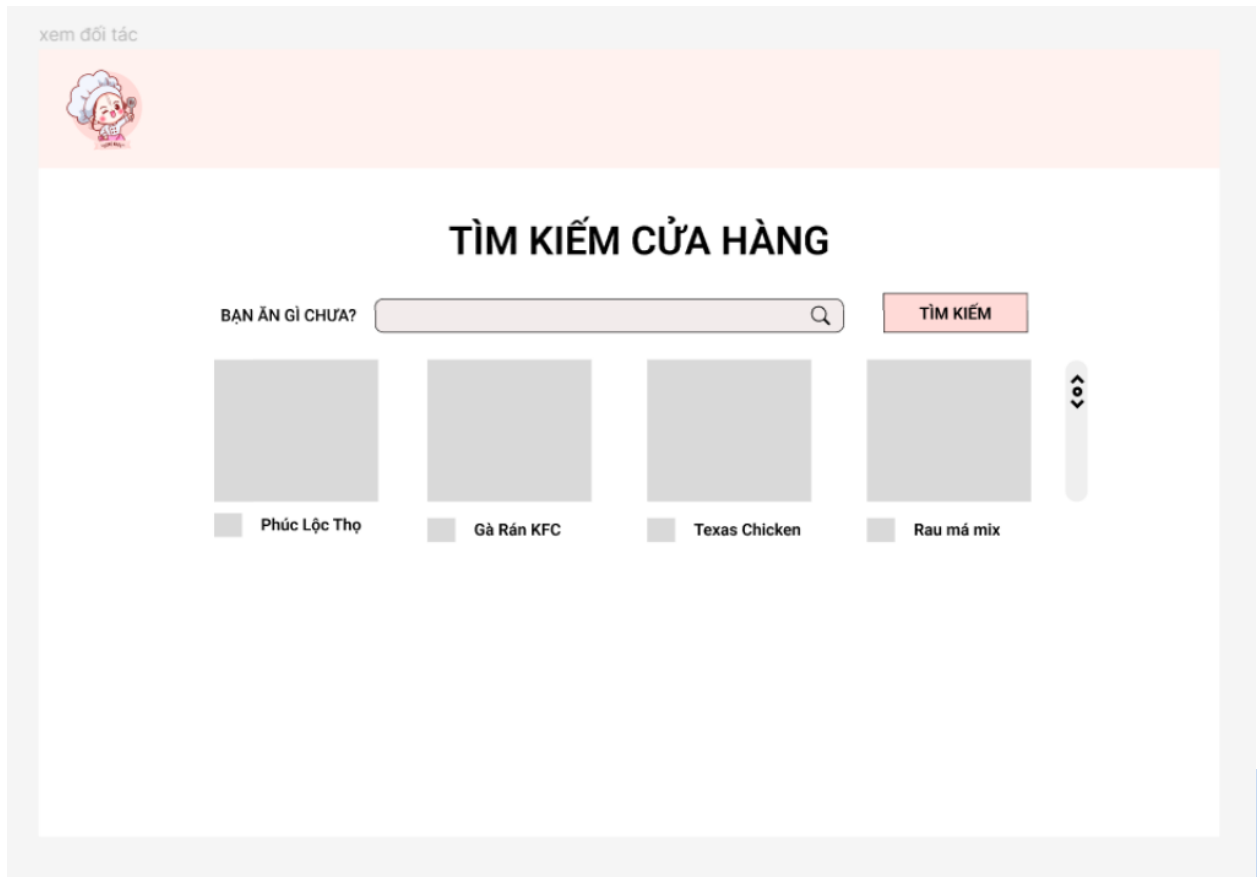 xem đối tác
TÌM KIẾM CỬA HÀNG
BẠN ĂN GÌ CHƯA?
TÌM KIẾM
Phúc Lộc Thọ
Gà Rán KFC
Texas Chicken
Rau má mix